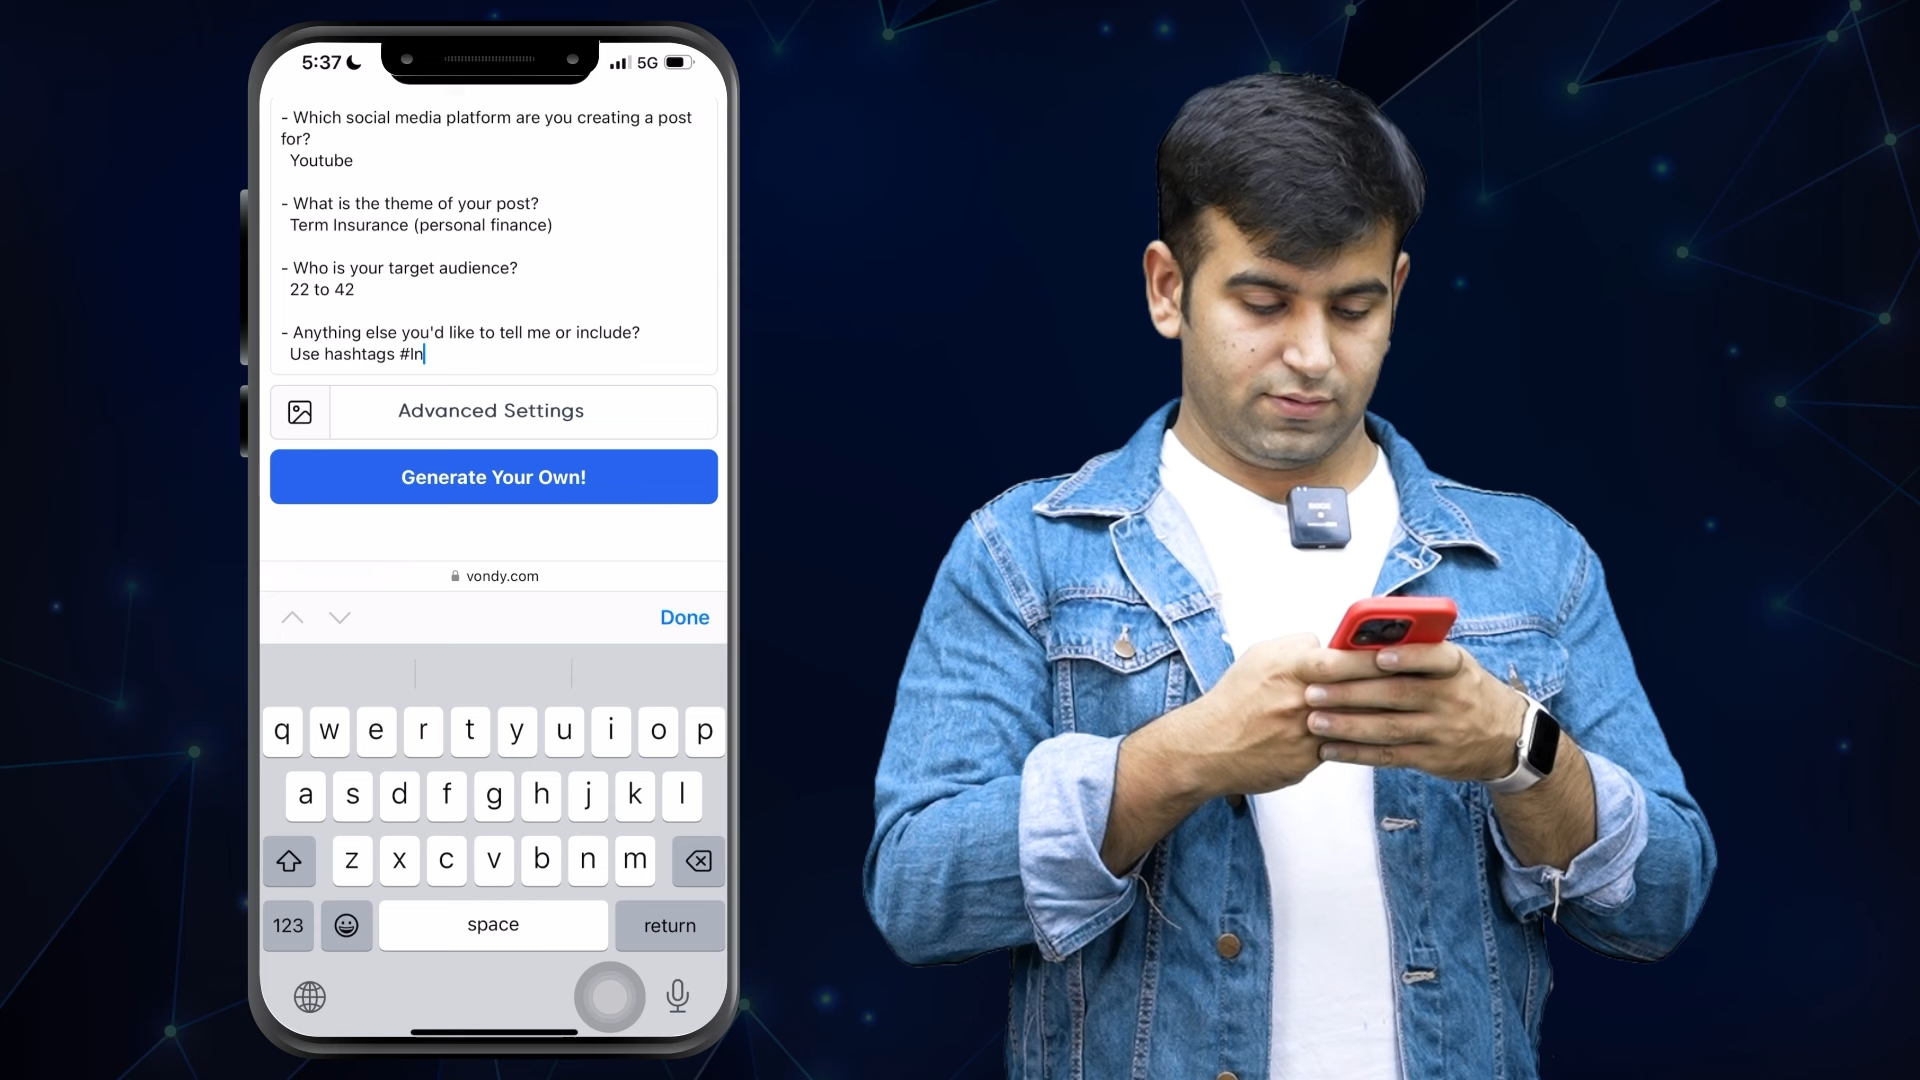 5:37
5G
- Which social media platform are you creating a post
for?
Youtube
- What is the theme of your post?
Term Insurance (personal finance)
- Who is your target audience?
22 to 42
- Anything else you'd like to tell me or include?
Use hashtags #In
Advanced Settings
Generate Your Own!
vondy.com
Done
q w e r t y u i o p
a s d f g h j k l
z x c v b n m
123 space return
RODE